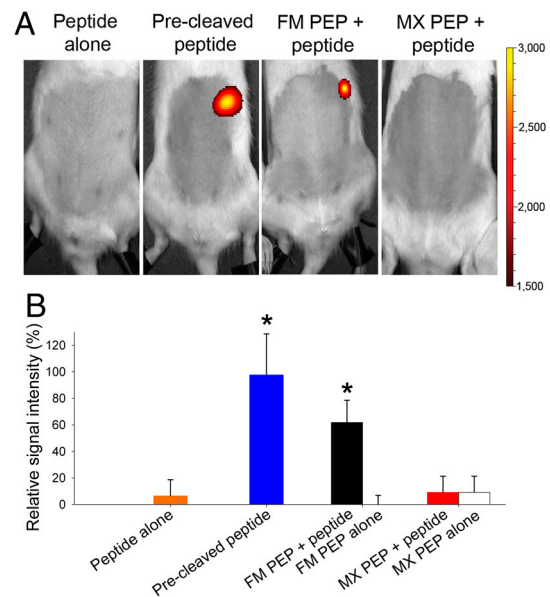 A
Peptide alone
Pre-cleaved peptide
FM PEP + peptide
MX PEP + peptide
3,000
2,500
2,000
1,500
B
Relative signal intensity (%)
120
100
80
60
40
20
0
*
*
Peptide alone
Pre-cleaved peptide
FM PEP + peptide
FM PEP alone
MX PEP + peptide
MX PEP alone